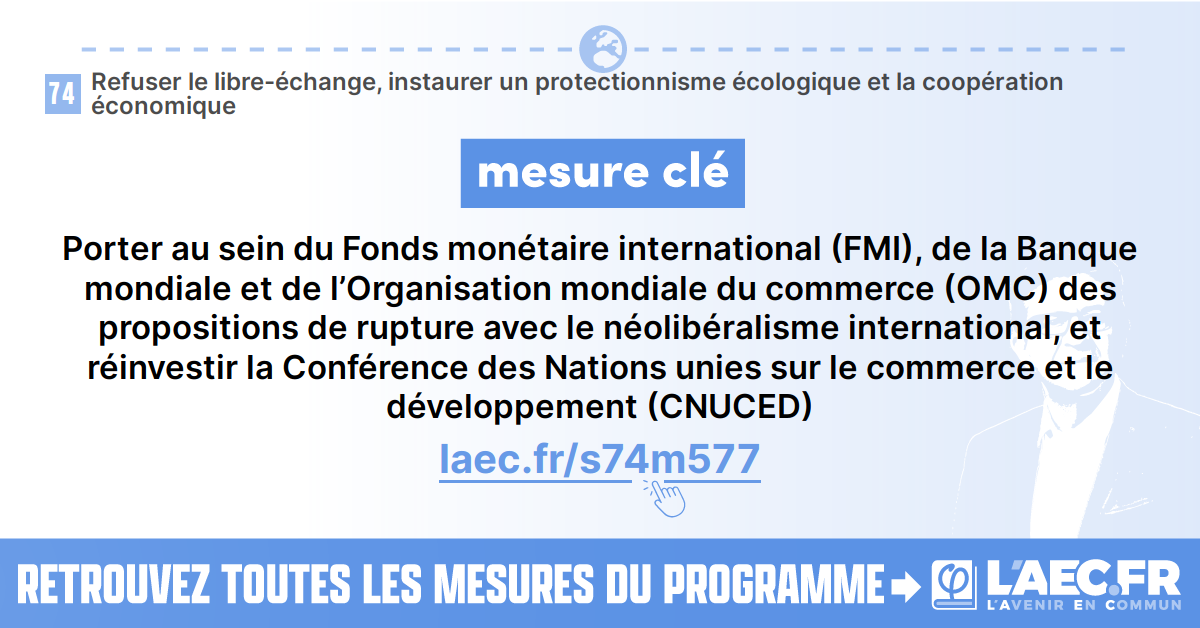 74
Refuser le libre-échange, instaurer un protectionnisme écologique et la coopération
économique
mesure clé
Porter au sein du Fonds monétaire international (FMI), de la Banque
mondiale et de l’Organisation mondiale du commerce (OMC) des
propositions de rupture avec le néolibéralisme international, et
réinvestir la Conférence des Nations unies sur le commerce et le
développement (CNUCED)
laec.fr/s74m577
RETROUVEZ TOUTES LES MESURES DU PROGRAMME
φ
L'AEC.FR
L'AVENIR EN COMMUN